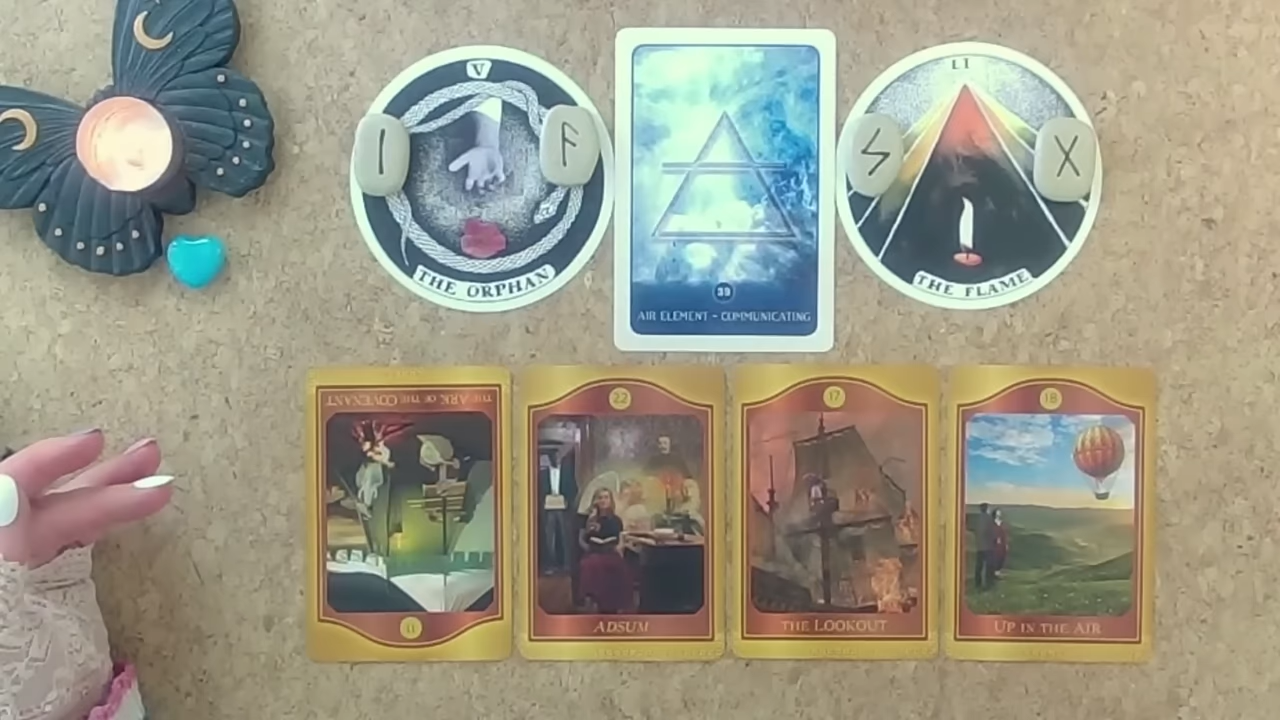 V
THE ORPHAN
39
AIR ELEMENT - COMMUNICATING
LI
THE FLAME
THE ARK OF THE COVENANT
11
22
ADSUM
17
THE LOOKOUT
18
UP IN THE AIR